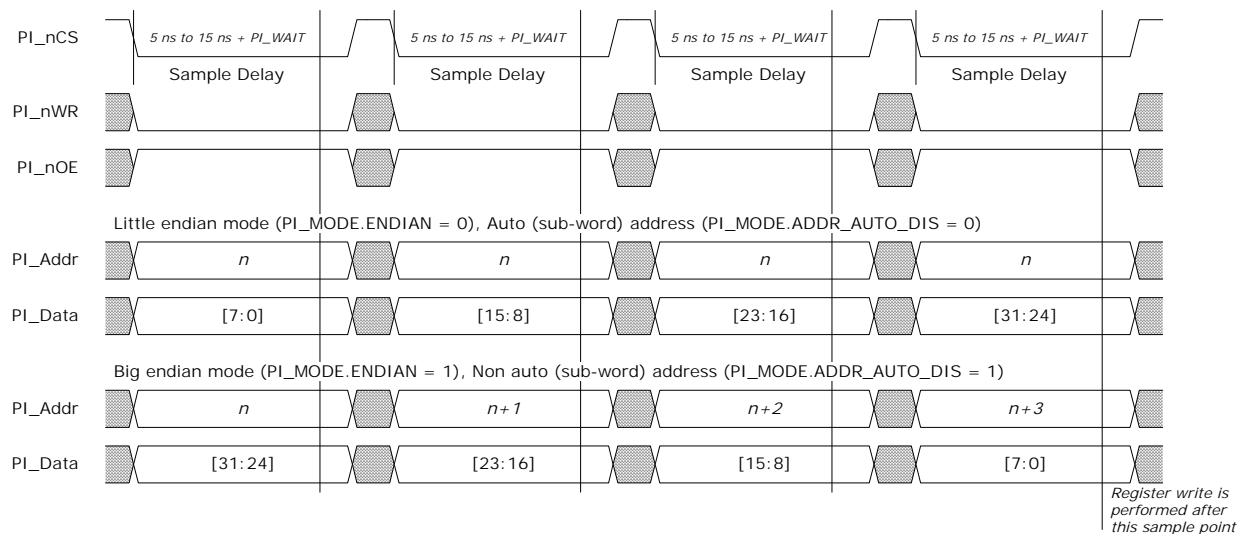 PI_nCS 5 ns to 15 ns + PI_WAIT 5 ns to 15 ns + PI_WAIT 5 ns to 15 ns + PI_WAIT 5 ns to 15 ns + PI_WAIT
Sample Delay Sample Delay Sample Delay Sample Delay
PI_nWR
PI_nOE
Little endian mode (PI_MODE.ENDIAN = 0), Auto (sub-word) address (PI_MODE.ADDR_AUTO_DIS = 0)
PI_Addr n n n n
PI_Data [7:0] [15:8] [23:16] [31:24]
Big endian mode (PI_MODE.ENDIAN = 1), Non auto (sub-word) address (PI_MODE.ADDR_AUTO_DIS = 1)
PI_Addr n n+1 n+2 n+3
PI_Data [31:24] [23:16] [15:8] [7:0]
Register write is
performed after
this sample point